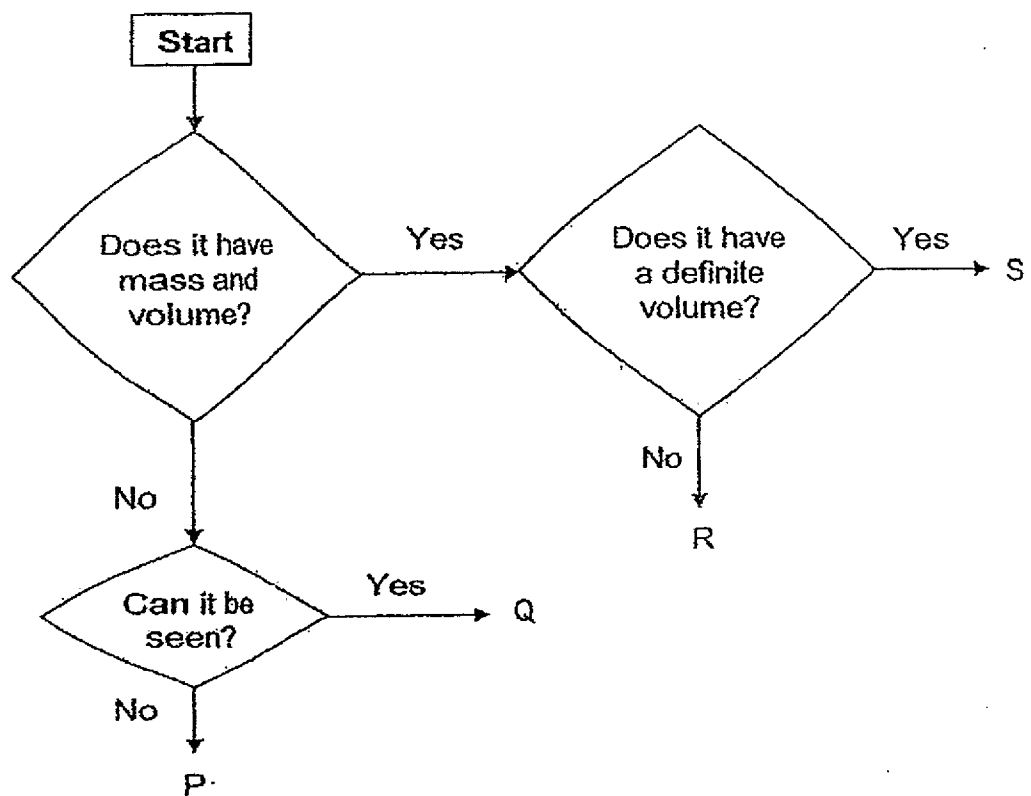 Start
Does it have
mass and
volume?
Yes
Does it have
a definite
volume?
Yes
S
No
R
No
Can it be
seen?
Yes
Q
No
P